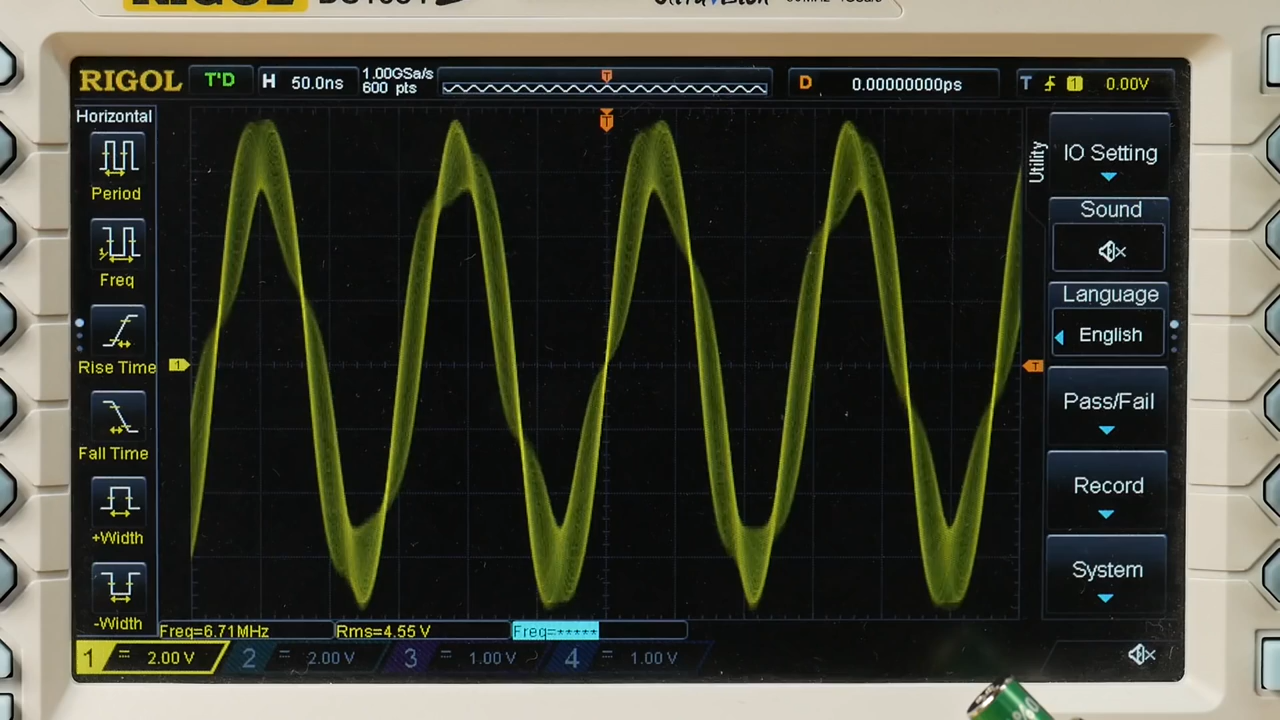 RIGOL
RIGOL T'D H 50.0ns 1.00GSa/s 600 pts D 0.00000000ps T 1 0.00V
Horizontal
Period
Freq
Rise Time
Fall Time
+Width
-Width
T
1
T
Utility
IO Setting
Sound
Language
English
Pass/Fail
Record
System
Freq=6.71MHz Rms=4.55 V Freq=*****
1 2.00 V 2 2.00 V 3 1.00 V 4 1.00 V